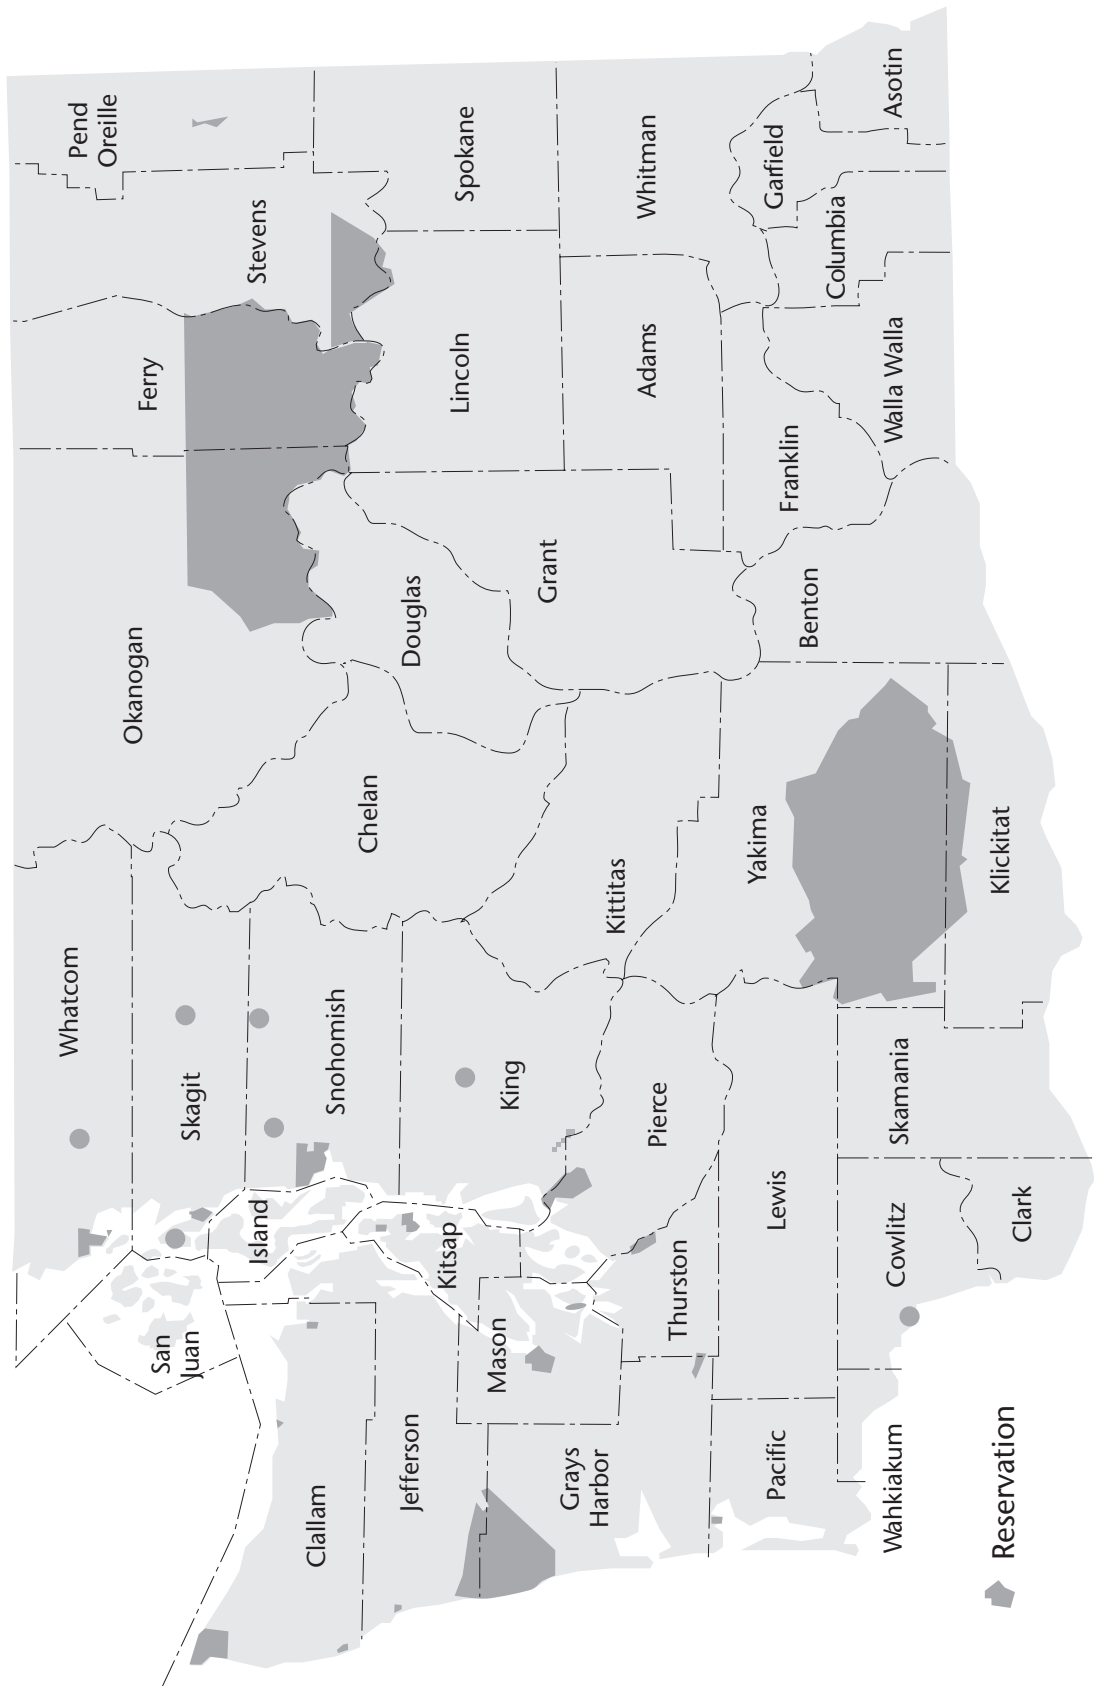 Whatcom
Okanogan
Ferry
Stevens
Pend
Oreille
San
Juan
Skagit
Island
Snohomish
Chelan
Clallam
Jefferson
Kitsap
King
Douglas
Lincoln
Spokane
Mason
Grays
Harbor
Kittitas
Grant
Adams
Whitman
Thurston
Pierce
Pacific
Lewis
Yakima
Benton
Franklin
Walla Walla
Columbia
Garfield
Asotin
Wahkiakum
Cowlitz
Skamania
Clark
Klickitat
Reservation